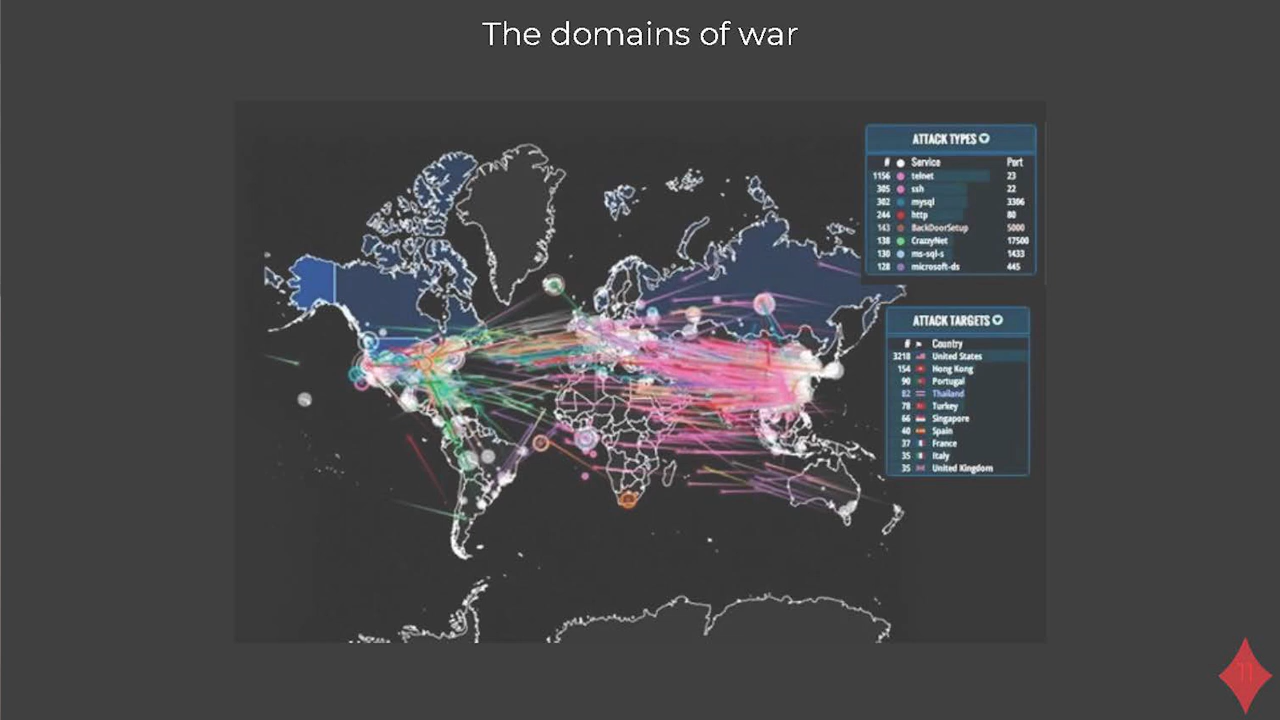 The domains of war
ATTACK TYPES
# Service Port
1156 telnet 23
305 ssh 22
302 mysql 3306
244 http 80
143 BackDoorSetup 5000
138 CrazzyNet 17500
130 ms-sql-s 1433
128 microsoft-ds 445
ATTACK TARGETS
# Country
3218 United States
154 Hong Kong
90 Portugal
82 Thailand
78 Turkey
66 Singapore
40 Spain
37 France
35 Italy
35 United Kingdom
11